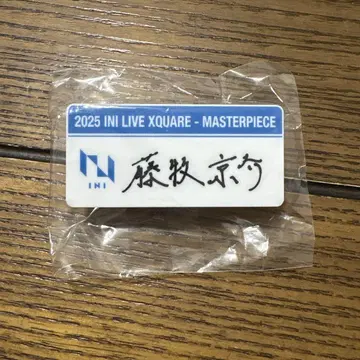 2025 INI LIVE XQUARE - MASTERPIECE
INI
藤牧京介